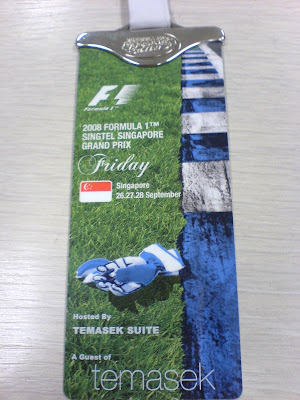 F1
Formula 1™
2008 FORMULA 1™
SINGTEL SINGAPORE
GRAND PRIX
Friday
Singapore
26.27.28 September
Hosted By
TEMASEK SUITE
A Guest of
temasek